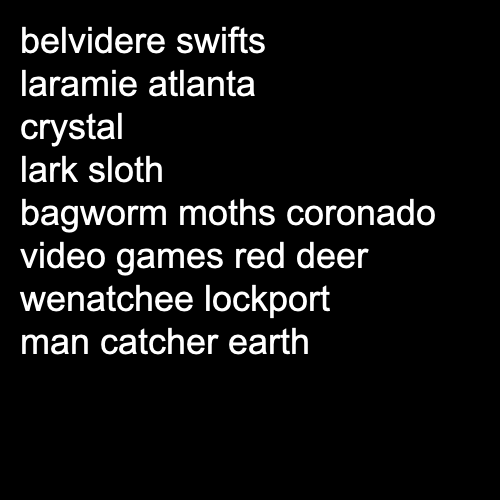 belvidere swifts
laramie atlanta
crystal
lark sloth
bagworm moths coronado
video games red deer
wenatchee lockport
man catcher earth